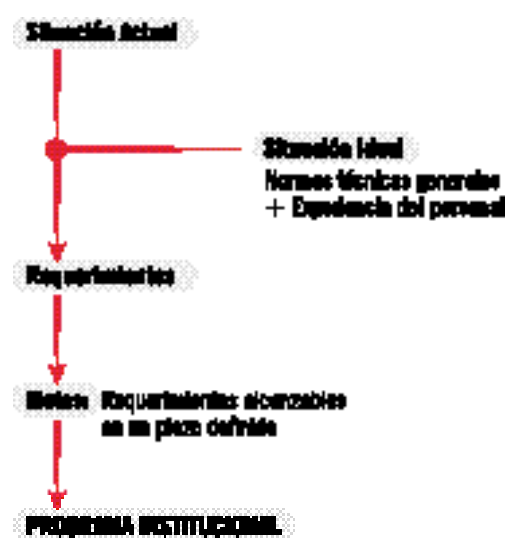 Situación Actual
Situación Ideal
Normas técnicas generales
+ Experiencia del personal
Requerimientos
Metas: Requerimientos alcanzables
en un plazo definido
PROGRAMA INSTITUCIONAL